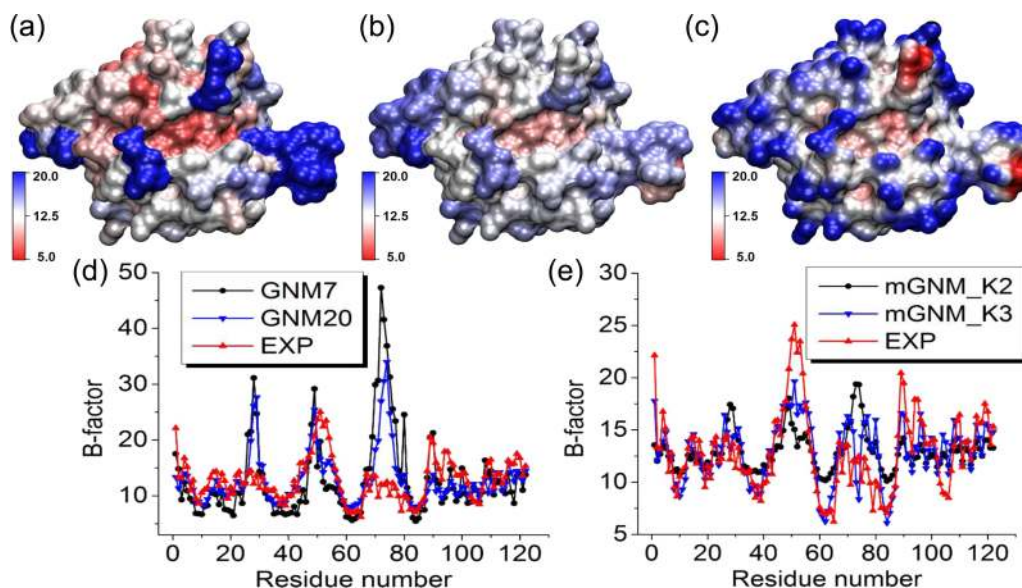 (a) (b) (c)
20.0 20.0 20.0
12.5 12.5 12.5
5.0 5.0 5.0
(d) (e)
50
40
30
20
10
B-factor
GNM7
GNM20
EXP
0 20 40 60 80 100 120
Residue number
30
25
20
15
10
5
B-factor
mGNM_K2
mGNM_K3
EXP
0 20 40 60 80 100 120
Residue number